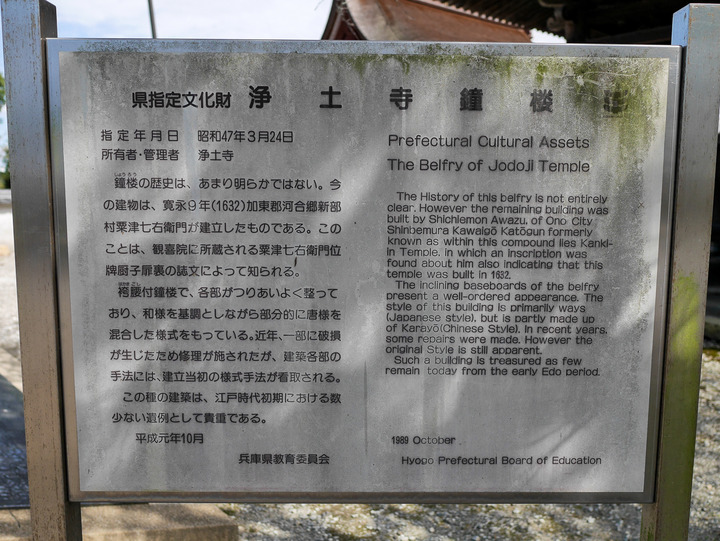 県指定文化財 浄土寺鐘楼
指定年月日 昭和47年3月24日
所有者・管理者 浄土寺
鐘楼の歴史は、あまり明らかではない。今
の建物は、寛永9年(1632)加東郡河合郷新部
村粟津七右衛門が建立したものである。この
ことは、観喜院に所蔵される粟津七右衛門位
牌厨子扉裏の誌文によって知られる。
袴腰付鐘楼で、各部がつりあいよく整って
おり、和様を基調としながら部分的に唐様を
混合した様式をもっている。近年、一部に破損
が生じたため修理が施されたが、建築各部の
手法には、建立当初の様式手法が看取される。
この種の建築は、江戸時代初期における数
少ない遺例として貴重である。
平成元年10月
兵庫県教育委員会
Prefectural Cultural Assets
The Belfry of Jodoji Temple
The History of this belfry is not entirely
clear. However the remaining building was
built by Shichiemon Awazu, of Ono City
Shinbemura Kawaigō Katōgun formerly
known as within this compound lies Kanki-
in Temple, in which an inscription was
found about him also indicating that this
temple was built in 1632.
The inclining baseboards of the belfry
present a well-ordered appearance. The
style of this building is primarily ways
(Japanese style), but is partly made up
of Karayō(Chinese Style). In recent years,
some repairs were made. However the
original Style is still apparent.
Such a building is treasured as few
remain today from the early Edo period.
1989 October
Hyogo Prefectural Board of Education